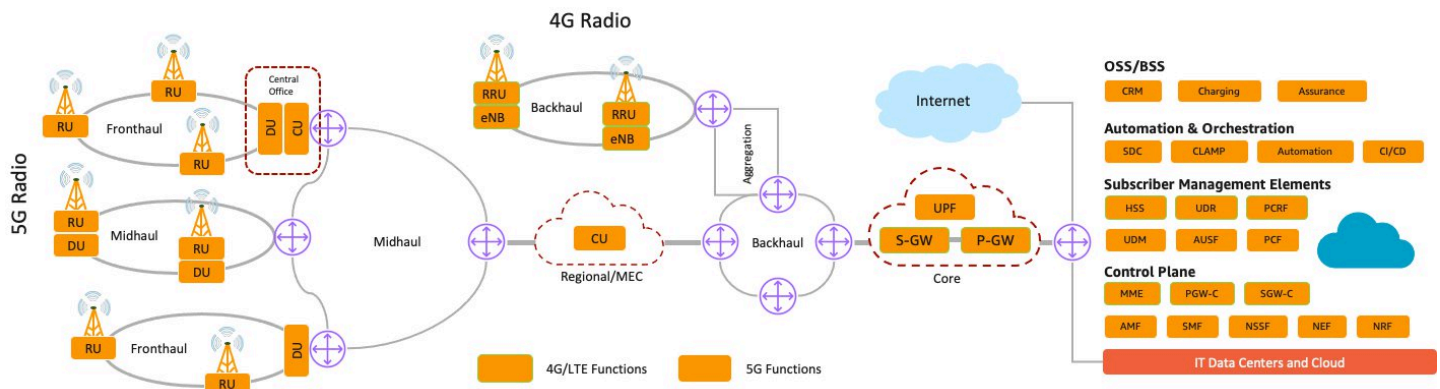 4G Radio
5G Radio
RU
RU
RU
RU
Fronthaul
Central
Office
DU
CU
RU
DU
RU
DU
Midhaul
RU
RU
Fronthaul
DU
Midhaul
RRU
eNB
RRU
eNB
Backhaul
Aggregation
CU
Regional/MEC
Backhaul
Internet
UPF
S-GW
P-GW
Core
4G/LTE Functions
5G Functions
OSS/BSS
CRM
Charging
Assurance
Automation & Orchestration
SDC
CLAMP
Automation
CI/CD
Subscriber Management Elements
HSS
UDR
PCRF
UDM
AUSF
PCF
Control Plane
MME
PGW-C
SGW-C
AMF
SMF
NSSF
NEF
NRF
IT Data Centers and Cloud